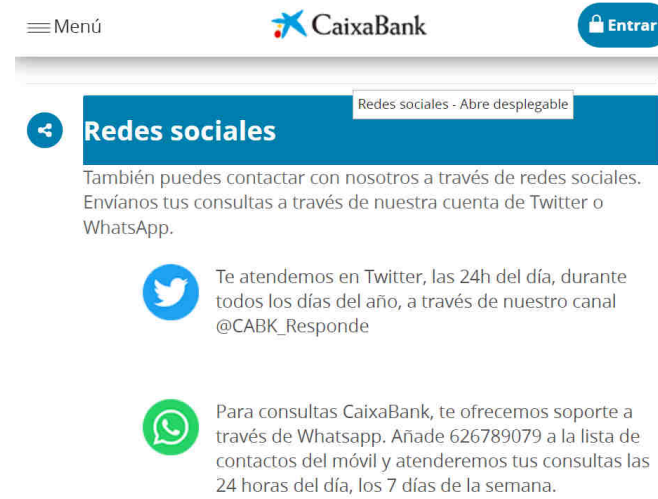 Menú
CaixaBank
Entrar
Redes sociales - Abre desplegable
Redes sociales
También puedes contactar con nosotros a través de redes sociales.
Envíanos tus consultas a través de nuestra cuenta de Twitter o
WhatsApp.
Te atendemos en Twitter, las 24h del día, durante
todos los días del año, a través de nuestro canal
@CABK_Responde
Para consultas CaixaBank, te ofrecemos soporte a
través de Whatsapp. Añade 626789079 a la lista de
contactos del móvil y atenderemos tus consultas las
24 horas del día, los 7 días de la semana.